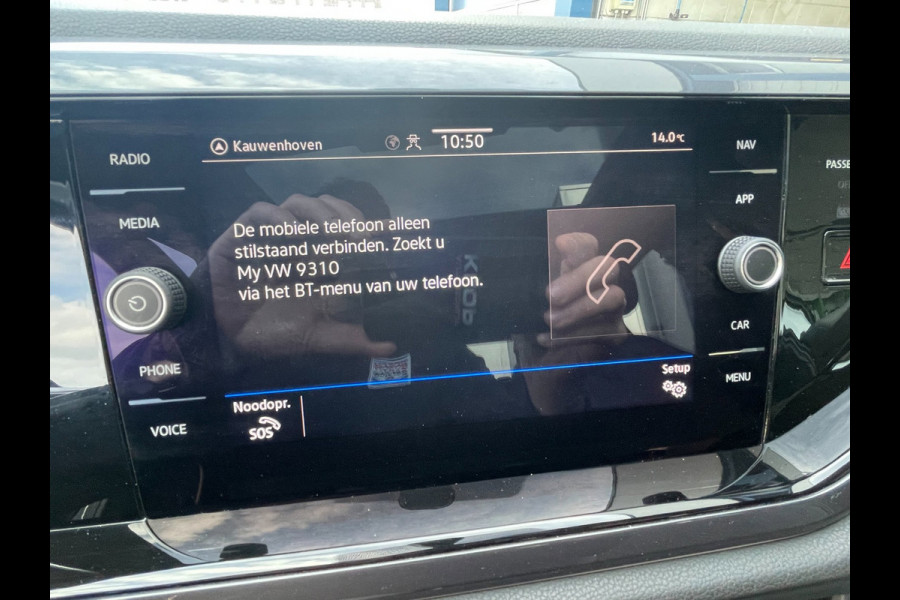 Kauwenhoven
10:50
14.0°C
RADIO
MEDIA
PHONE
VOICE
De mobiele telefoon alleen
stilstaand verbinden. Zoekt u
My VW 9310
via het BT-menu van uw telefoon.
Noodopr.
SOS
Setup
NAV
APP
CAR
MENU
PASSE